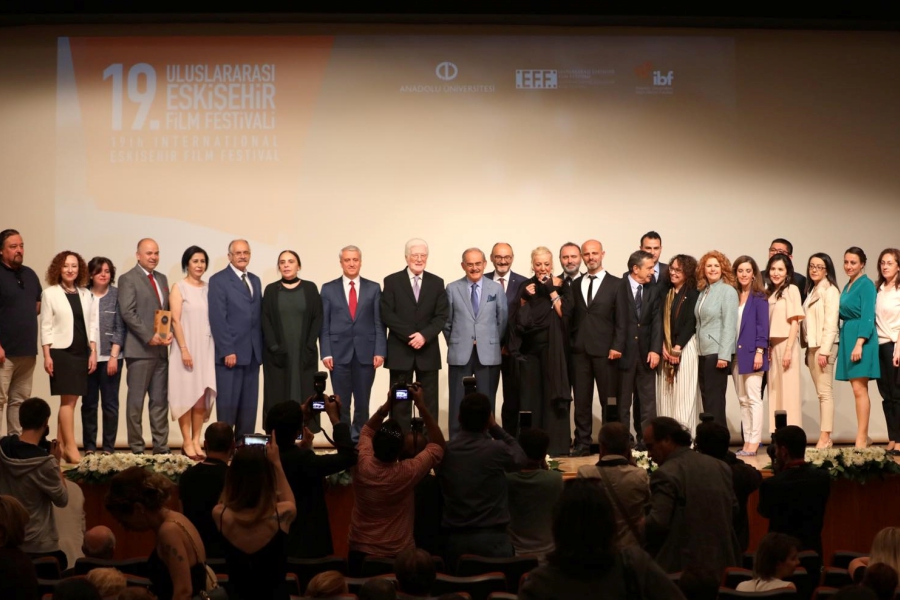 19.
ULUSLARARASI
ESKİŞEHİR
FİLM FESTİVALİ
19th INTERNATIONAL
ESKİSEHİR FILM FESTIVAL
ANADOLU ÜNİVERSİTESİ
EFF
ibf